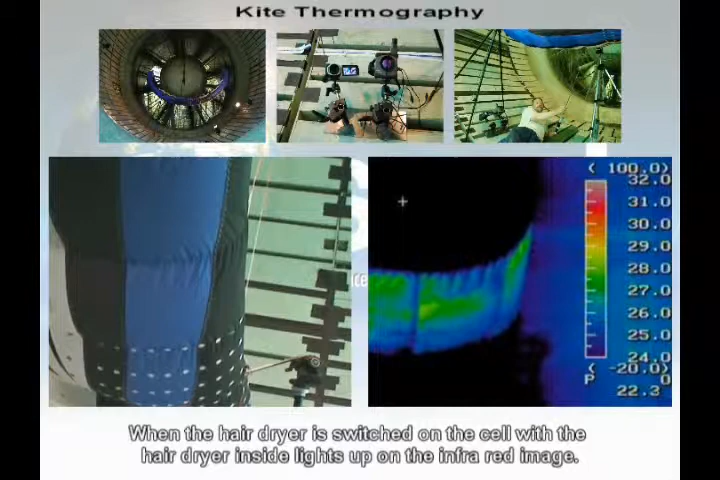 Kite Thermography
( 100.0)
32.0
31.0
30.0
29.0
28.0
27.0
26.0
25.0
24.0
( -20.0)
P 0
22.3
ICE
When the hair dryer is switched on the cell with the
hair dryer inside lights up on the infra red image.